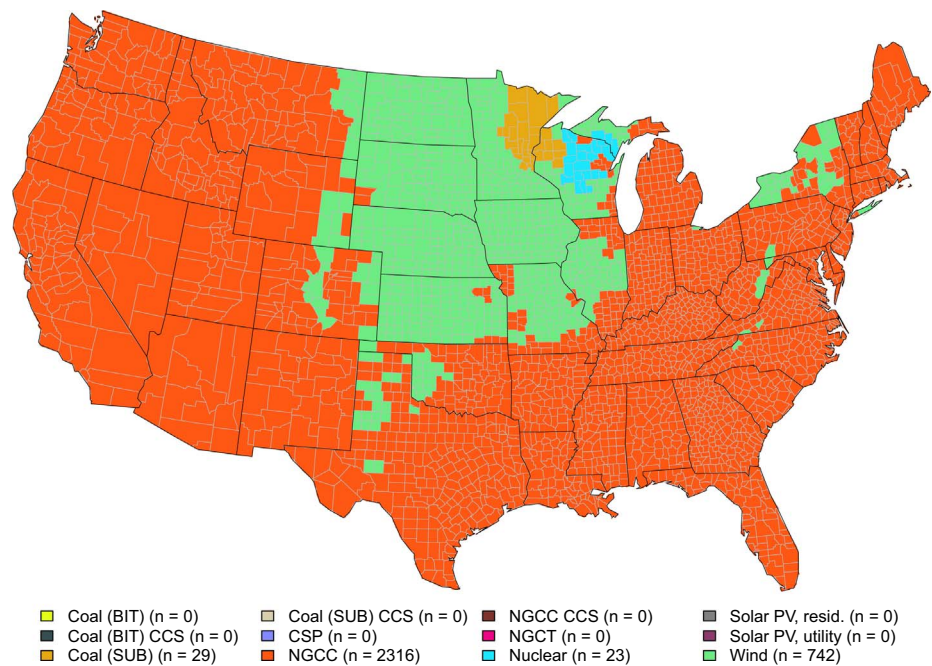 Coal (BIT) (n = 0) Coal (SUB) CCS (n = 0) NGCC CCS (n = 0) Solar PV, resid. (n = 0)
Coal (BIT) CCS (n = 0) CSP (n = 0) NGCT (n = 0) Solar PV, utility (n = 0)
Coal (SUB) (n = 29) NGCC (n = 2316) Nuclear (n = 23) Wind (n = 742)